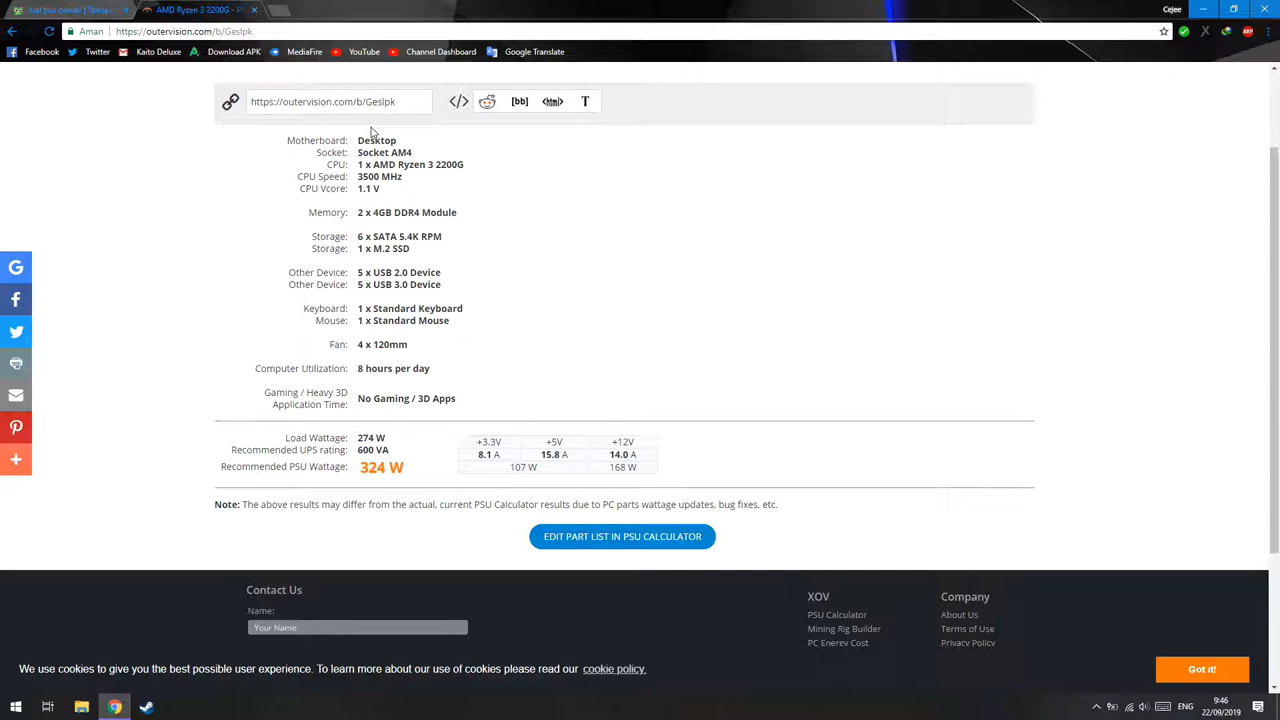 Jual psu corsair | Tokop
AMD Ryzen 3 2200G - P
Cejee
Aman
https://outervision.com/b/Geslpk
Facebook
Twitter
Gmail
Kaito Deluxe
Download APK
MediaFire
YouTube
Channel Dashboard
Google Translate
https://outervision.com/b/Geslpk
</>
[bb]
<html>
T
Motherboard: Desktop
Socket: Socket AM4
CPU: 1 x AMD Ryzen 3 2200G
CPU Speed: 3500 MHz
CPU Vcore: 1.1 V
Memory: 2 x 4GB DDR4 Module
Storage: 6 x SATA 5.4K RPM
Storage: 1 x M.2 SSD
Other Device: 5 x USB 2.0 Device
Other Device: 5 x USB 3.0 Device
Keyboard: 1 x Standard Keyboard
Mouse: 1 x Standard Mouse
Fan: 4 x 120mm
Computer Utilization: 8 hours per day
Gaming / Heavy 3D
Application Time: No Gaming / 3D Apps
Load Wattage: 274 W
Recommended UPS rating: 600 VA
Recommended PSU Wattage: 324 W
+3.3V +5V +12V
8.1 A 15.8 A 14.0 A
107 W 168 W
Note: The above results may differ from the actual, current PSU Calculator results due to PC parts wattage updates, bug fixes, etc.
EDIT PART LIST IN PSU CALCULATOR
Contact Us
Name:
Your Name
XOV
PSU Calculator
Mining Rig Builder
PC Energy Cost
Company
About Us
Terms of Use
Privacy Policy
We use cookies to give you the best possible user experience. To learn more about our use of cookies please read our cookie policy.
Got it!
ENG
9:46
22/09/2019